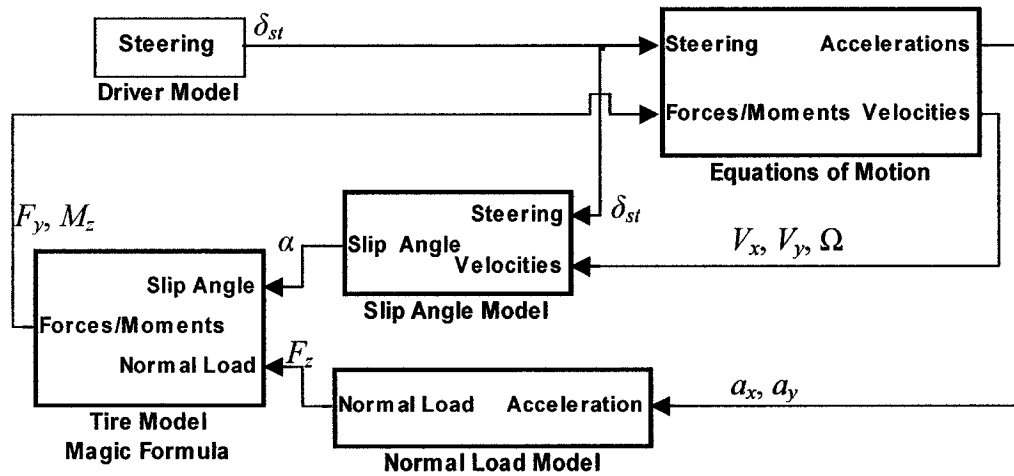 Steering
δst
Driver Model
Steering Accelerations
Forces/Moments Velocities
Equations of Motion
Fy, Mz
Steering
δst
Slip Angle
Velocities
Slip Angle Model
α
Vx, Vy, Ω
Slip Angle
Forces/Moments
Normal Load
Tire Model
Magic Formula
Fz
Normal Load Acceleration
Normal Load Model
ax, ay